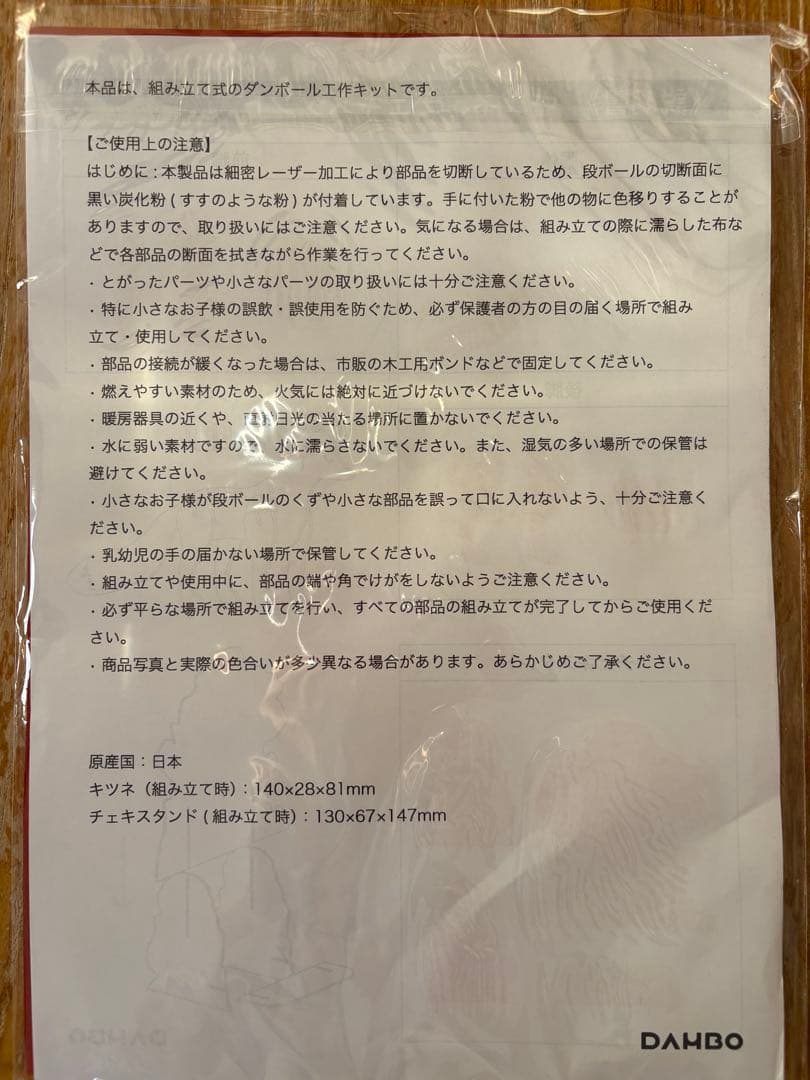 本品は、組み立て式のダンボール工作キットです。
【ご使用上の注意】
はじめに : 本製品は細密レーザー加工により部品を切断しているため、段ボールの切断面に
黒い炭化粉 ( すすのような粉 ) が付着しています。手に付いた粉で他の物に色移りすることが
ありますので、取り扱いにはご注意ください。気になる場合は、組み立ての際に濡らした布な
どで各部品の断面を拭きながら作業を行ってください。
・とがったパーツや小さなパーツの取り扱いには十分ご注意ください。
・特に小さなお子様の誤飲・誤使用を防ぐため、必ず保護者の方の目の届く場所で組み
立て・使用してください。
・部品の接続が緩くなった場合は、市販の木工用ボンドなどで固定してください。
・燃えやすい素材のため、火気には絶対に近づけないでください。
・暖房器具の近くや、直射日光の当たる場所に置かないでください。
・水に弱い素材ですので、水に濡らさないでください。また、湿気の多い場所での保管は
避けてください。
・小さなお子様が段ボールのくずや小さな部品を誤って口に入れないよう、十分ご注意く
ださい。
・乳幼児の手の届かない場所で保管してください。
・組み立てや使用中に、部品の端や角でけがをしないようご注意ください。
・必ず平らな場所で組み立てを行い、すべての部品の組み立てが完了してからご使用くだ
さい。
・商品写真と実際の色合いが多少異なる場合があります。あらかじめご了承ください。
原産国：日本
キツネ（組み立て時）：140×28×81mm
チェキスタンド ( 組み立て時)：130×67×147mm
DAMBO